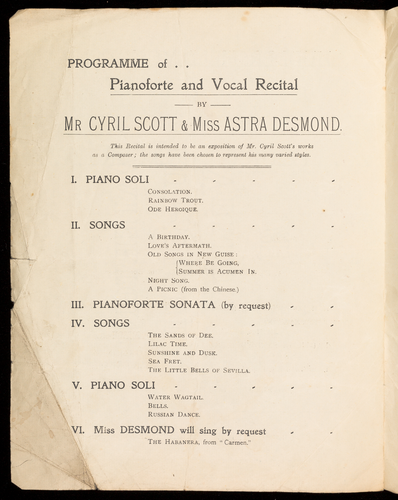 PROGRAMME of . .
Pianoforte and Vocal Recital
BY
MR CYRIL SCOTT & MISS ASTRA DESMOND.
This Recital is intended to be an exposition of Mr. Cyril Scott's works
as a Composer; the songs have been chosen to represent his many varied styles.
I. PIANO SOLI - - - - -
CONSOLATION.
RAINBOW TROUT.
ODE HEROIQUE.
II. SONGS - - - - - -
A BIRTHDAY.
LOVE'S AFTERMATH.
OLD SONGS IN NEW GUISE:
{WHERE BE GOING,
SUMMER IS ACUMEN IN.
NIGHT SONG.
A PICNIC (from the Chinese.)
III. PIANOFORTE SONATA (by request) - -
IV. SONGS - - - - - -
THE SANDS OF DEE.
LILAC TIME.
SUNSHINE AND DUSK.
SEA FRET.
THE LITTLE BELLS OF SEVILLA.
V. PIANO SOLI - - - - -
WATER WAGTAIL.
BELLS.
RUSSIAN DANCE.
VI. Miss DESMOND will sing by request - -
THE HABANERA, from "Carmen."